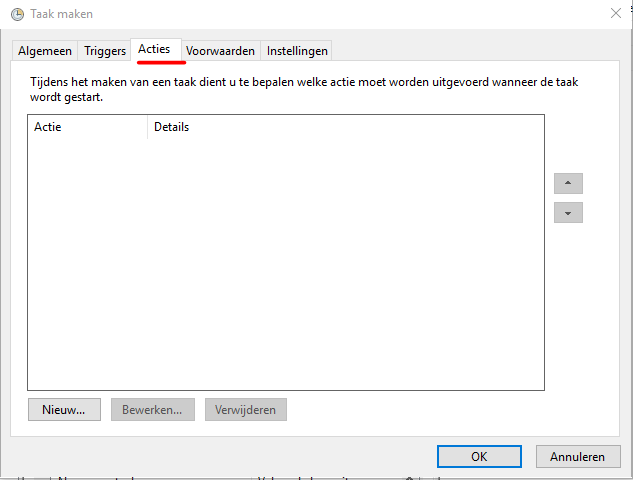 Taak maken
Algemeen Triggers Acties Voorwaarden Instellingen
Tijdens het maken van een taak dient u te bepalen welke actie moet worden uitgevoerd wanneer de taak
wordt gestart.
Actie Details
Nieuw... Bewerken... Verwijderen
OK Annuleren